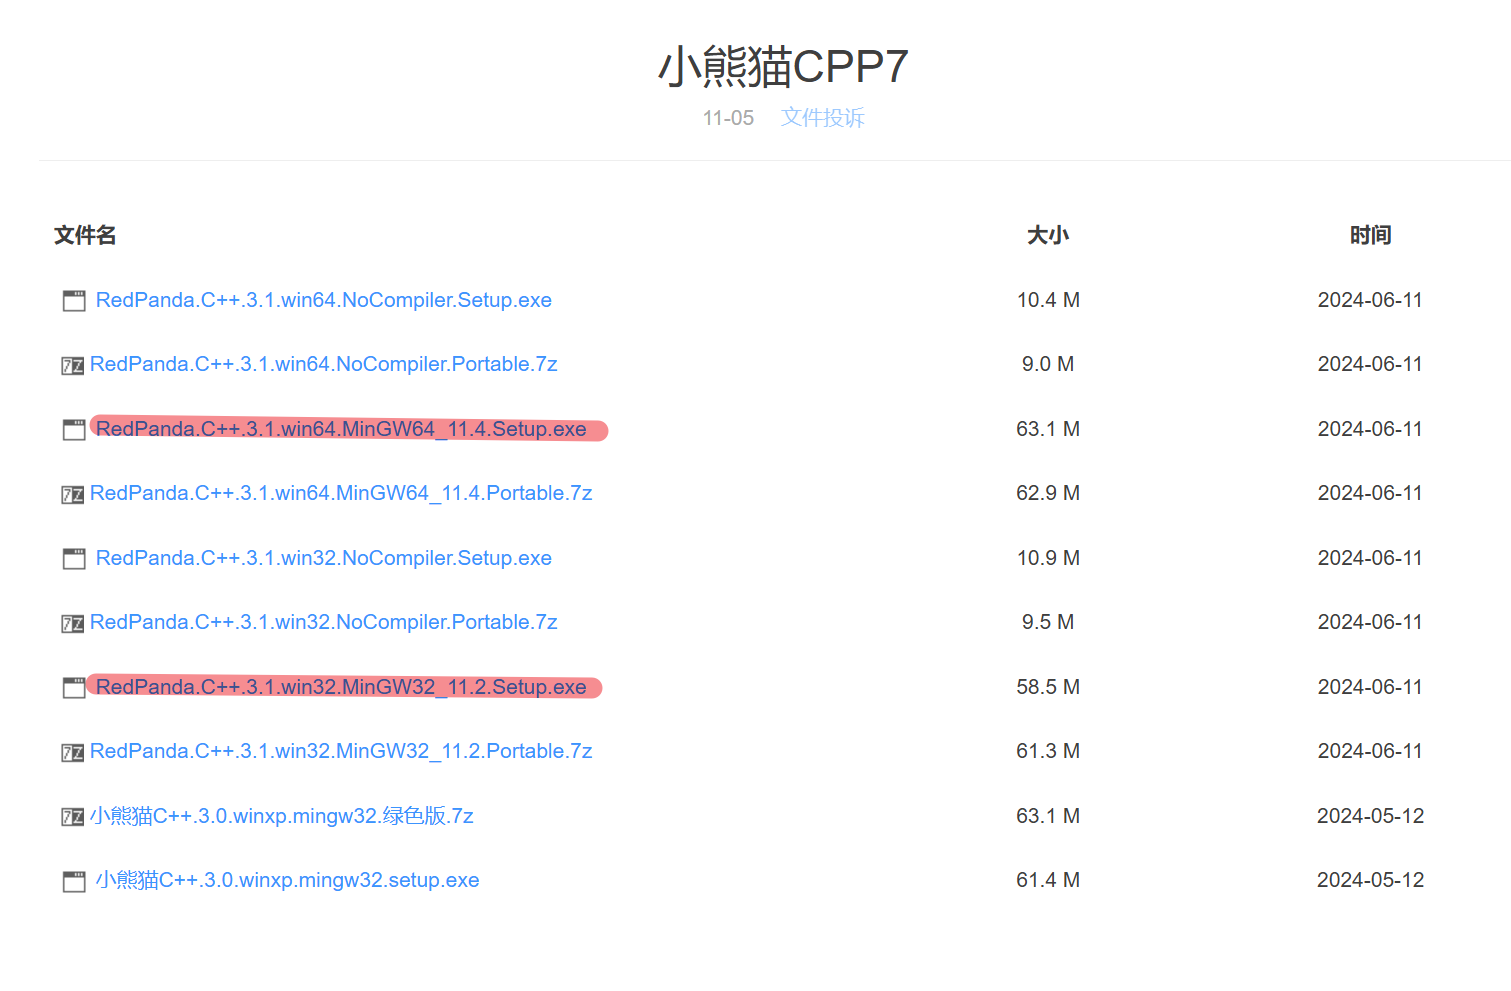 小熊猫CPP7
11-05 文件投诉
文件名 大小 时间
RedPanda.C++.3.1.win64.NoCompiler.Setup.exe 10.4 M 2024-06-11
RedPanda.C++.3.1.win64.NoCompiler.Portable.7z 9.0 M 2024-06-11
RedPanda.C++.3.1.win64.MinGW64_11.4.Setup.exe 63.1 M 2024-06-11
RedPanda.C++.3.1.win64.MinGW64_11.4.Portable.7z 62.9 M 2024-06-11
RedPanda.C++.3.1.win32.NoCompiler.Setup.exe 10.9 M 2024-06-11
RedPanda.C++.3.1.win32.NoCompiler.Portable.7z 9.5 M 2024-06-11
RedPanda.C++.3.1.win32.MinGW32_11.2.Setup.exe 58.5 M 2024-06-11
RedPanda.C++.3.1.win32.MinGW32_11.2.Portable.7z 61.3 M 2024-06-11
小熊猫C++.3.0.winxp.mingw32.绿色版.7z 63.1 M 2024-05-12
小熊猫C++.3.0.winxp.mingw32.setup.exe 61.4 M 2024-05-12